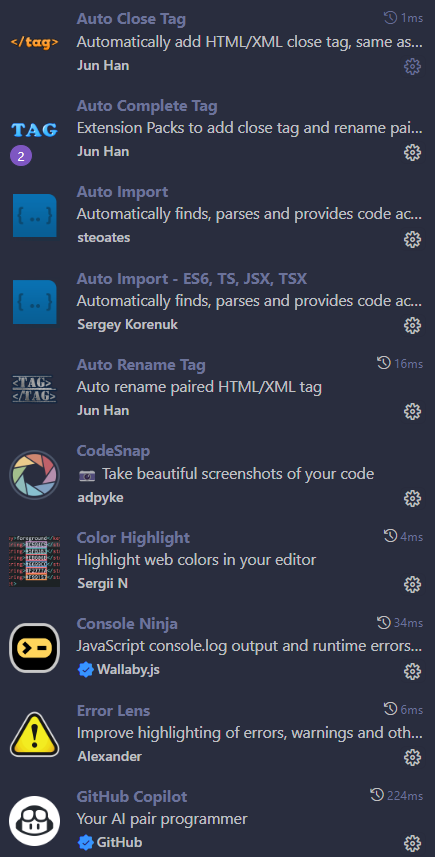 Auto Close Tag
1ms
</tag>
Automatically add HTML/XML close tag, same as...
Jun Han
Auto Complete Tag
TAG
Extension Packs to add close tag and rename pai...
2
Jun Han
Auto Import
{ .. }
Automatically finds, parses and provides code ac...
steoates
Auto Import - ES6, TS, JSX, TSX
{ .. }
Automatically finds, parses and provides code ac...
Sergey Korenuk
Auto Rename Tag
16ms
<TAG>
</TAG>
Auto rename paired HTML/XML tag
Jun Han
CodeSnap
📷 Take beautiful screenshots of your code
adpyke
Color Highlight
4ms
Highlight web colors in your editor
Sergii N
Console Ninja
34ms
JavaScript console.log output and runtime errors...
Wallaby.js
Error Lens
6ms
Improve highlighting of errors, warnings and oth...
Alexander
GitHub Copilot
224ms
Your AI pair programmer
GitHub